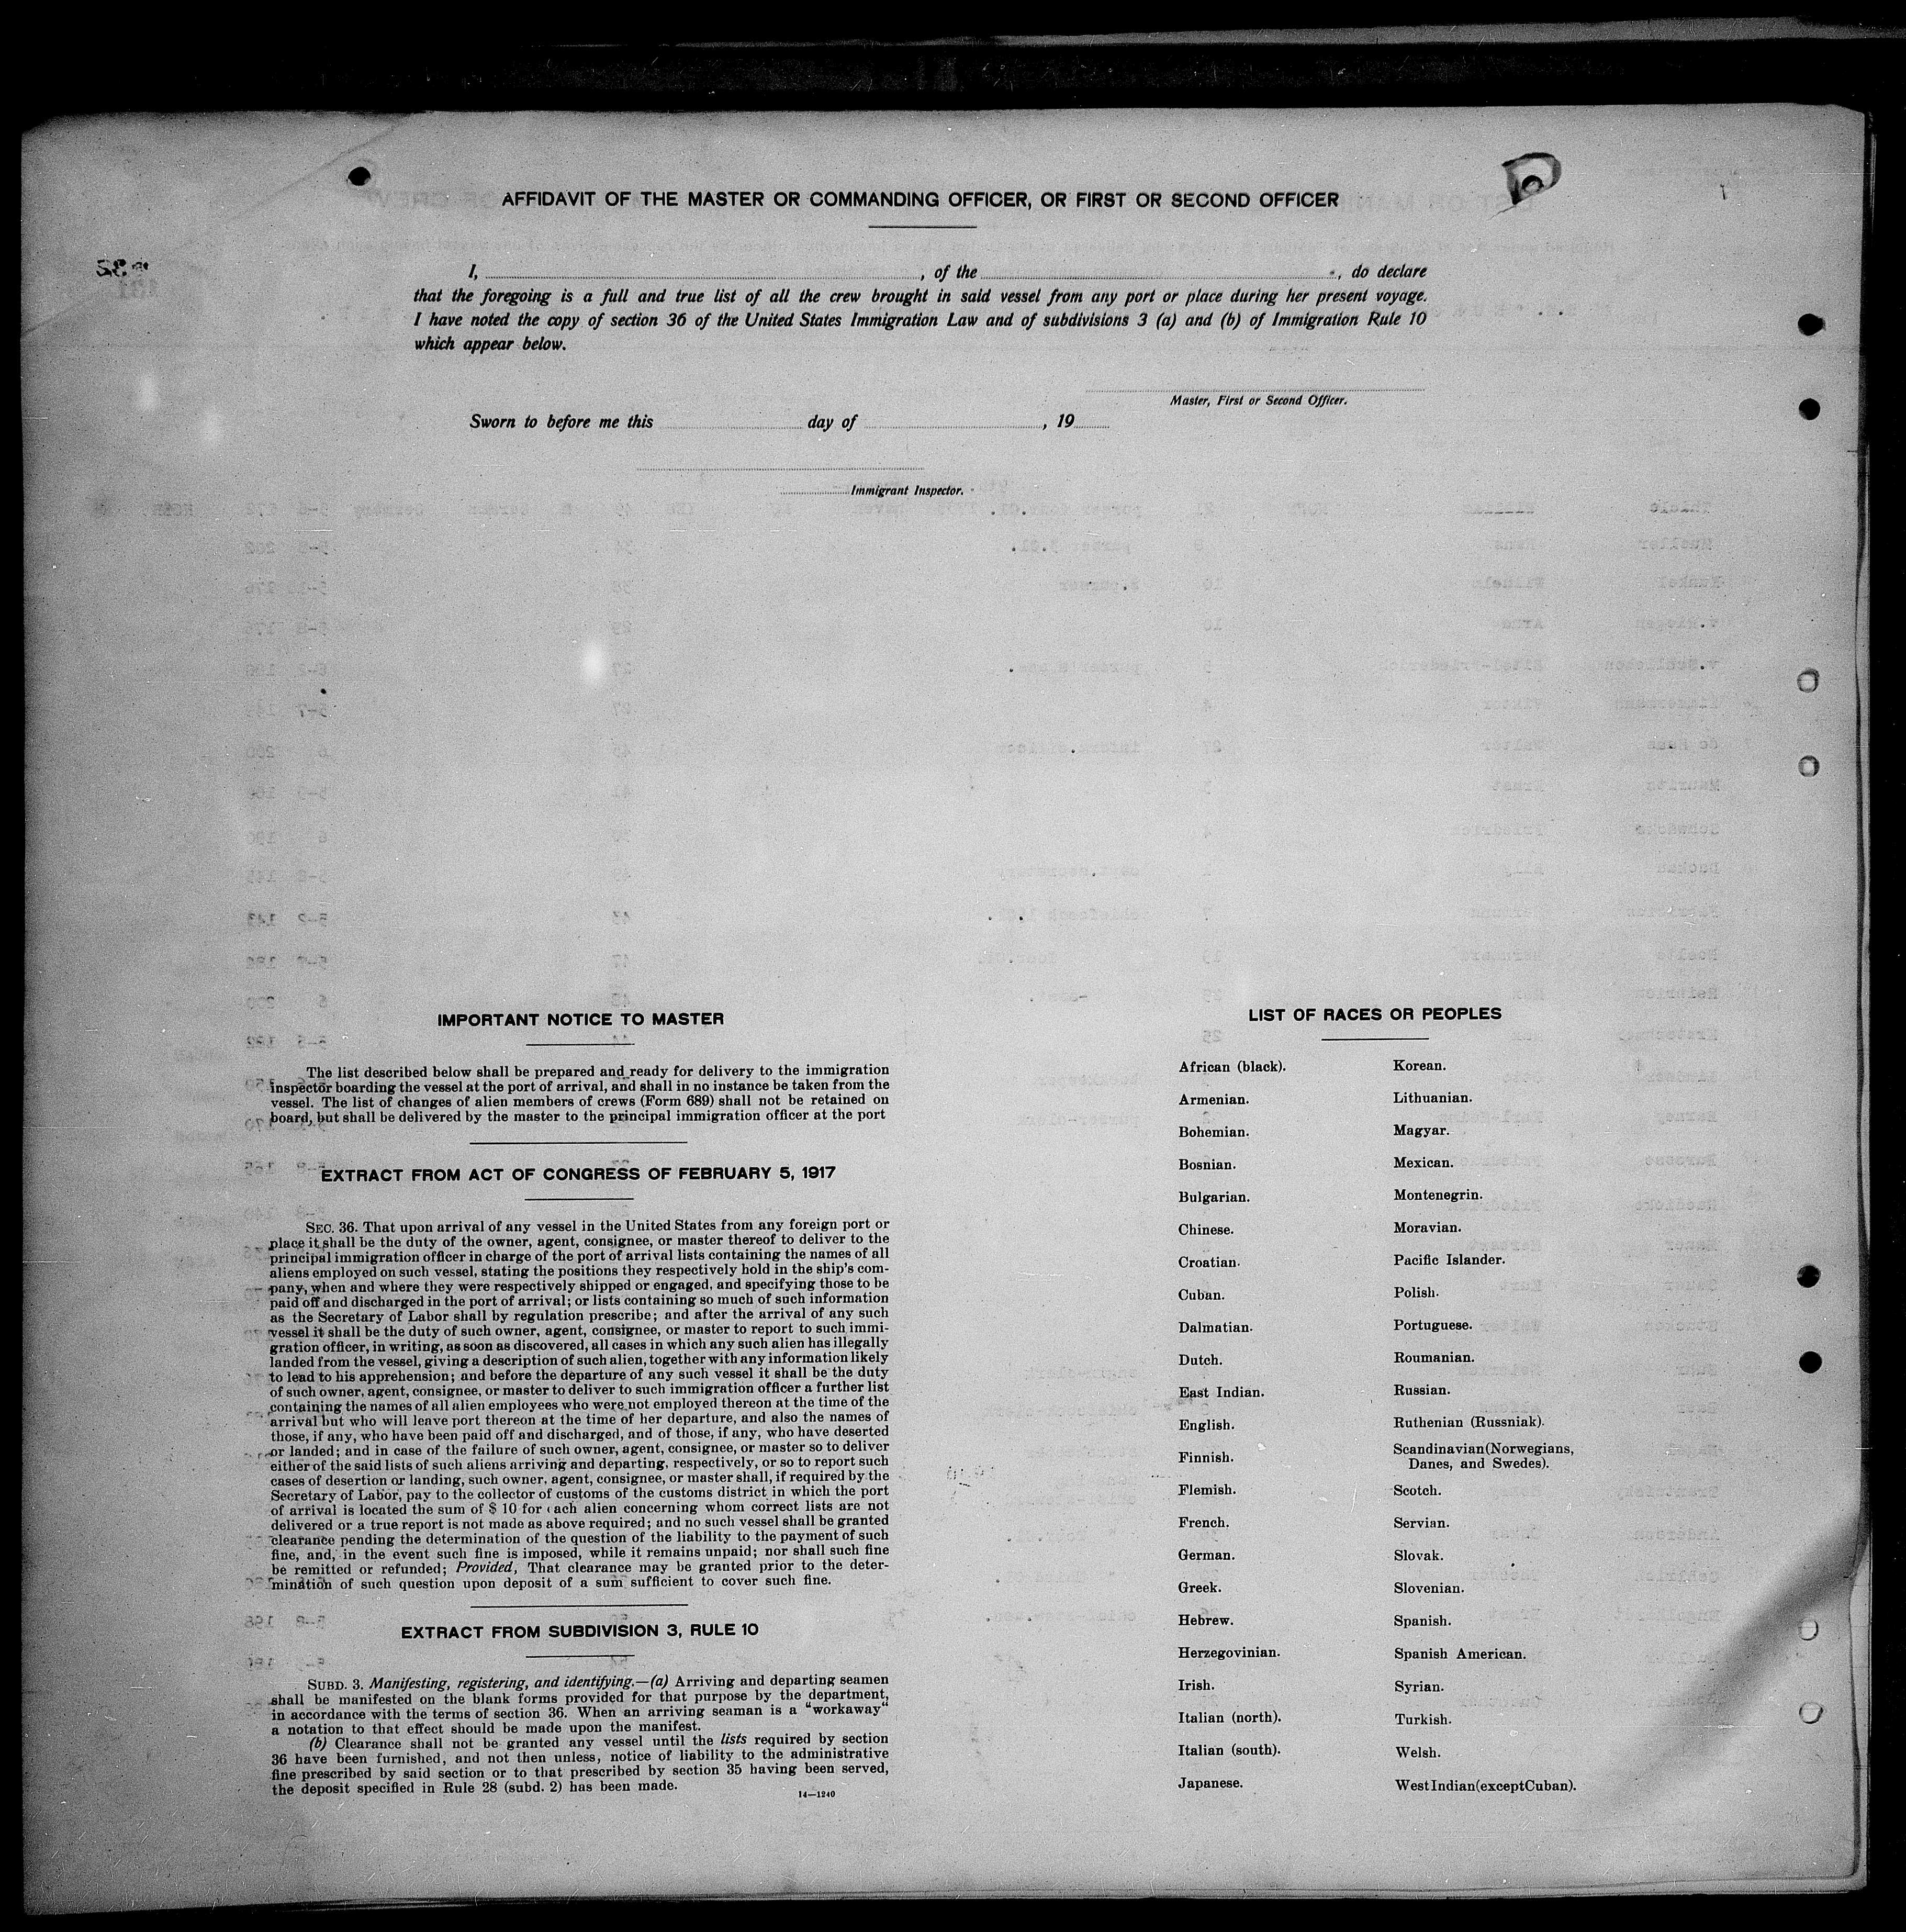 AFFIDAVIT OF THE MASTER OR COMMANDING OFFICER, OR FIRST OR SECOND OFFICER
I, , of the , do declare
that the foregoing is a full and true list of all the crew brought in said vessel from any port or place during her present voyage.
I have noted the copy of section 36 of the United States Immigration Law and of subdivisions 3 (a) and (b) of Immigration Rule 10
which appear below.
Master, First or Second Officer.
Sworn to before me this day of , 19
Immigrant Inspector.
IMPORTANT NOTICE TO MASTER
The list described below shall be prepared and ready for delivery to the immigration
inspector boarding the vessel at the port of arrival, and shall in no instance be taken from the
vessel. The list of changes of alien members of crews (Form 689) shall not be retained on
board, but shall be delivered by the master to the principal immigration officer at the port
EXTRACT FROM ACT OF CONGRESS OF FEBRUARY 5, 1917
SEC. 36. That upon arrival of any vessel in the United States from any foreign port or
place it shall be the duty of the owner, agent, consignee, or master thereof to deliver to the
principal immigration officer in charge of the port of arrival lists containing the names of all
aliens employed on such vessel, stating the positions they respectively hold in the ship's com-
pany, when and where they were respectively shipped or engaged, and specifying those to be
paid off and discharged in the port of arrival; or lists containing so much of such information
as the Secretary of Labor shall by regulation prescribe; and after the arrival of any such
vessel it shall be the duty of such owner, agent, consignee, or master to report to such immi-
gration officer, in writing, as soon as discovered, all cases in which any such alien has illegally
landed from the vessel, giving a description of such alien, together with any information likely
to lead to his apprehension; and before the departure of any such vessel it shall be the duty
of such owner, agent, consignee, or master to deliver to such immigration officer a further list
containing the names of all alien employees who were not employed thereon at the time of the
arrival but who will leave port thereon at the time of her departure, and also the names of
those, if any, who have been paid off and discharged, and of those, if any, who have deserted
or landed; and in case of the failure of such owner, agent, consignee, or master so to deliver
either of the said lists of such aliens arriving and departing, respectively, or so to report such
cases of desertion or landing, such owner, agent, consignee, or master shall, if required by the
Secretary of Labor, pay to the collector of customs of the customs district in which the port
of arrival is located the sum of $ 10 for each alien concerning whom correct lists are not
delivered or a true report is not made as above required; and no such vessel shall be granted
clearance pending the determination of the question of the liability to the payment of such
fine, and, in the event such fine is imposed, while it remains unpaid; nor shall such fine
be remitted or refunded; Provided, That clearance may be granted prior to the deter-
mination of such question upon deposit of a sum sufficient to cover such fine.
EXTRACT FROM SUBDIVISION 3, RULE 10
SUBD. 3. Manifesting, registering, and identifying.—(a) Arriving and departing seamen
shall be manifested on the blank forms provided for that purpose by the department,
in accordance with the terms of section 36. When an arriving seaman is a "workaway"
a notation to that effect should be made upon the manifest.
(b) Clearance shall not be granted any vessel until the lists required by section
36 have been furnished, and not then unless, notice of liability to the administrative
fine prescribed by said section or to that prescribed by section 35 having been served,
the deposit specified in Rule 28 (subd. 2) has been made.
14—1240
LIST OF RACES OR PEOPLES
African (black).
Armenian.
Bohemian.
Bosnian.
Bulgarian.
Chinese.
Croatian.
Cuban.
Dalmatian.
Dutch.
East Indian.
English.
Finnish.
Flemish.
French.
German.
Greek.
Hebrew.
Herzegovinian.
Irish.
Italian (north).
Italian (south).
Japanese.
Korean.
Lithuanian.
Magyar.
Mexican.
Montenegrin.
Moravian.
Pacific Islander.
Polish.
Portuguese.
Roumanian.
Russian.
Ruthenian (Russniak).
Scandinavian(Norwegians,
Danes, and Swedes).
Scotch.
Servian.
Slovak.
Slovenian.
Spanish.
Spanish American.
Syrian.
Turkish.
Welsh.
West Indian(except Cuban).